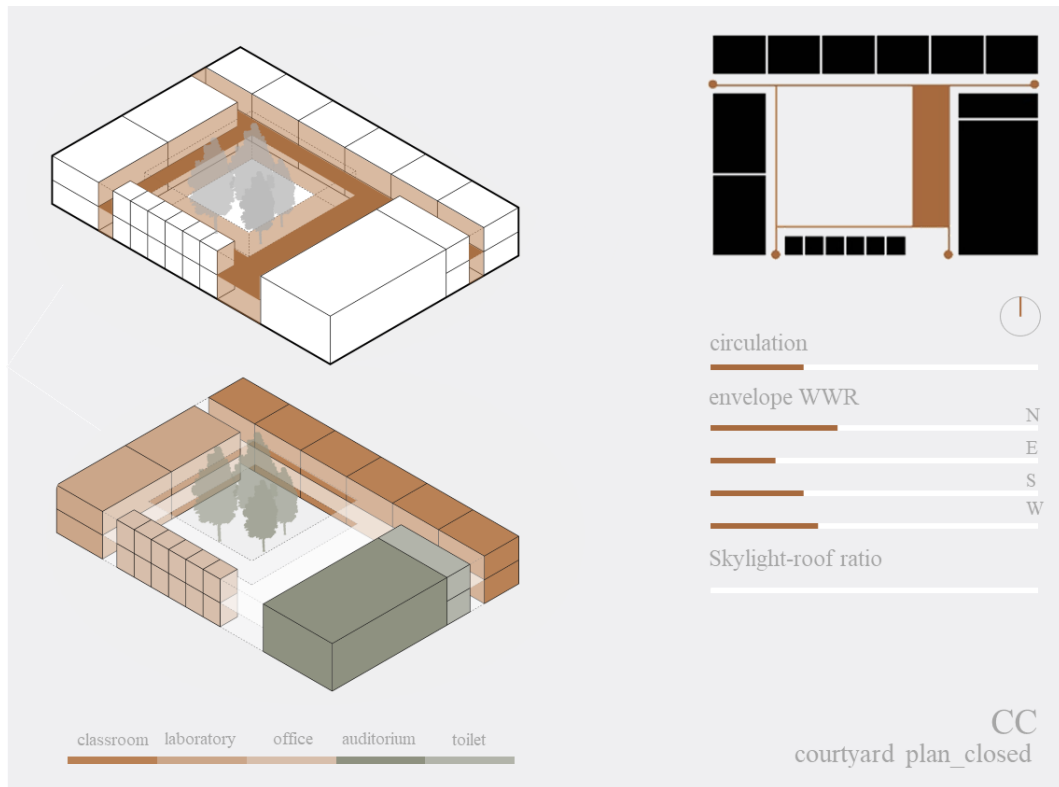 circulation
envelope WWR
N
E
S
W
Skylight-roof ratio
classroom laboratory office auditorium toilet
CC
courtyard plan_closed